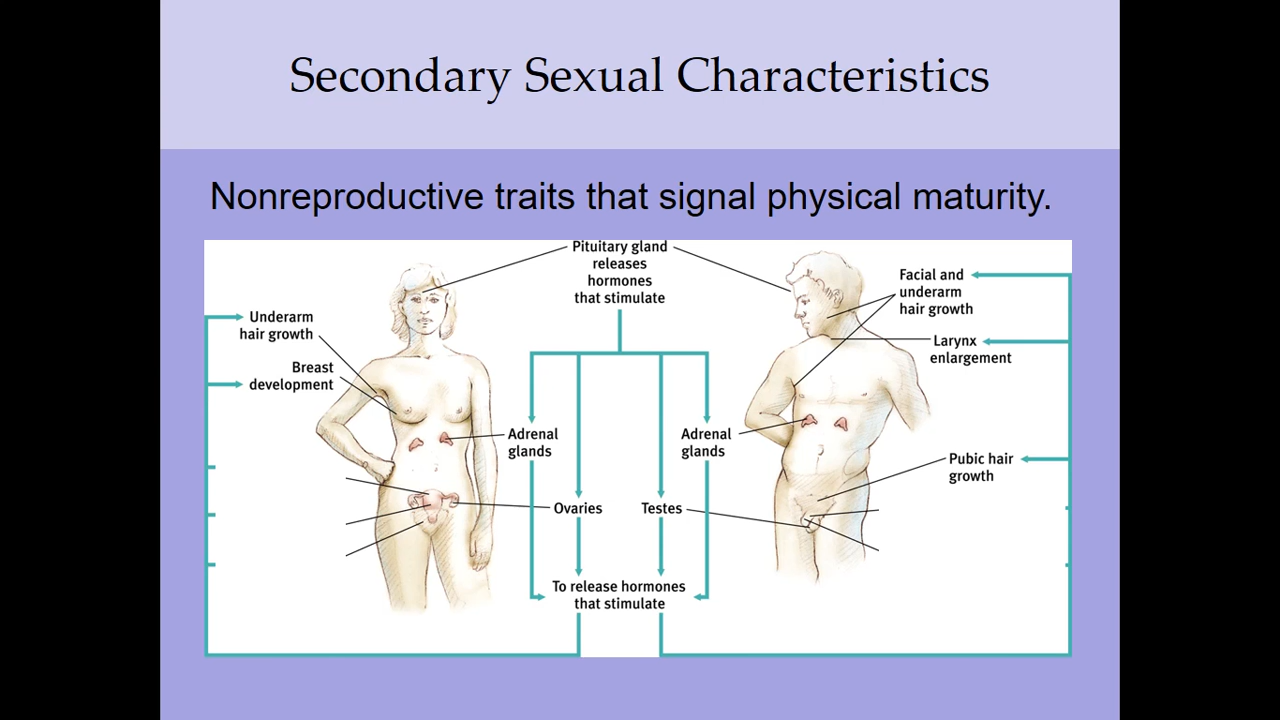 Secondary Sexual Characteristics
Nonreproductive traits that signal physical maturity.
Pituitary gland
releases
hormones
that stimulate
Underarm
hair growth
Breast
development
Adrenal
glands
Ovaries
Adrenal
glands
Testes
To release hormones
that stimulate
Facial and
underarm
hair growth
Larynx
enlargement
Pubic hair
growth